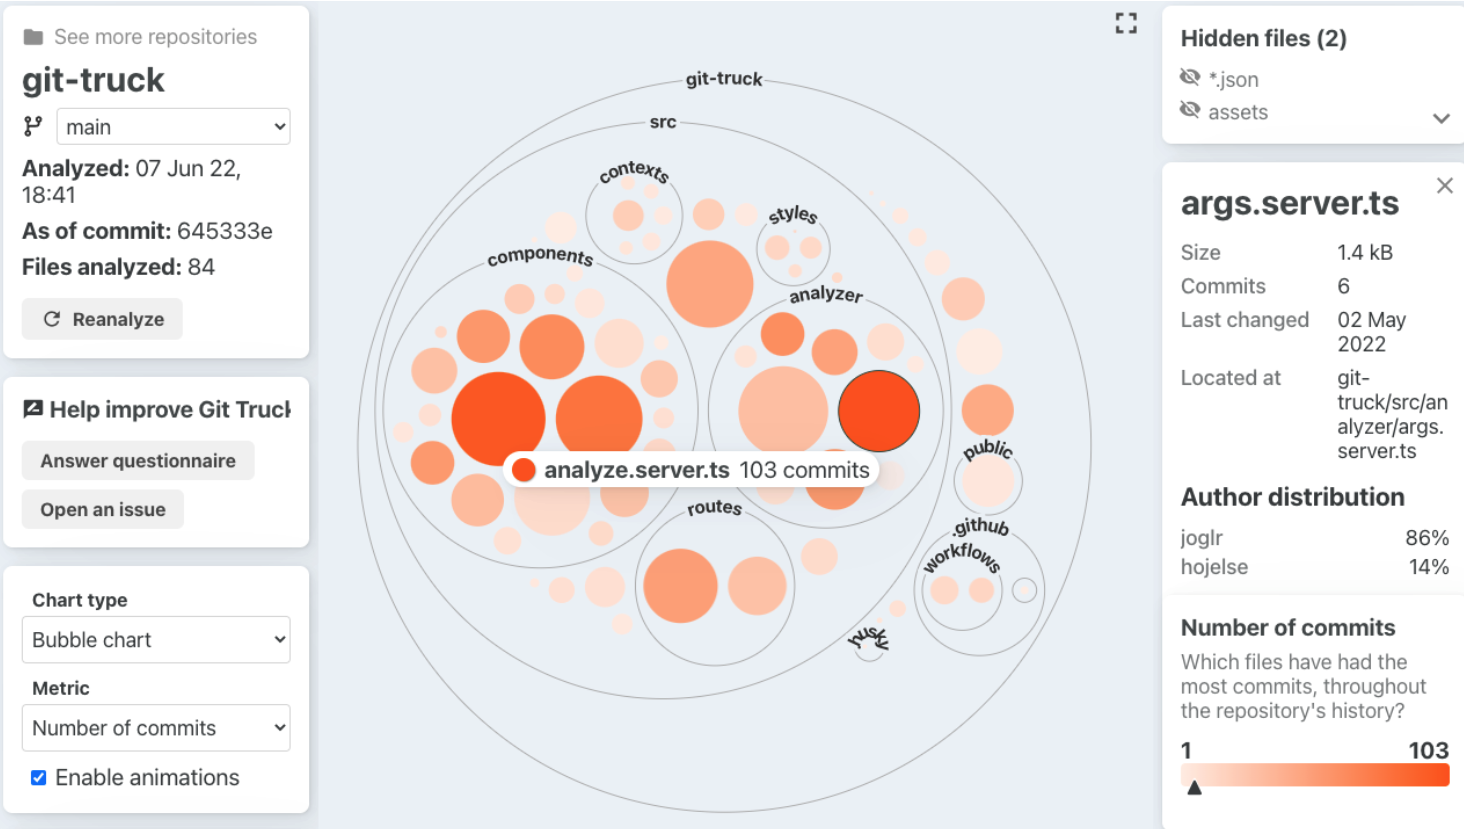 See more repositories
git-truck
main
Analyzed: 07 Jun 22,
18:41
As of commit: 645333e
Files analyzed: 84
Reanalyze
Help improve Git Truck
Answer questionnaire
Open an issue
Chart type
Bubble chart
Metric
Number of commits
Enable animations
git-truck
src
contexts
styles
components
analyzer
analyze.server.ts 103 commits
public
routes
.github
workflows
husky
Hidden files (2)
*.json
assets
args.server.ts
Size 1.4 kB
Commits 6
Last changed 02 May
2022
Located at git-
truck/src/an
alyzer/args.
server.ts
Author distribution
joglr 86%
hojelse 14%
Number of commits
Which files have had the
most commits, throughout
the repository's history?
1 103